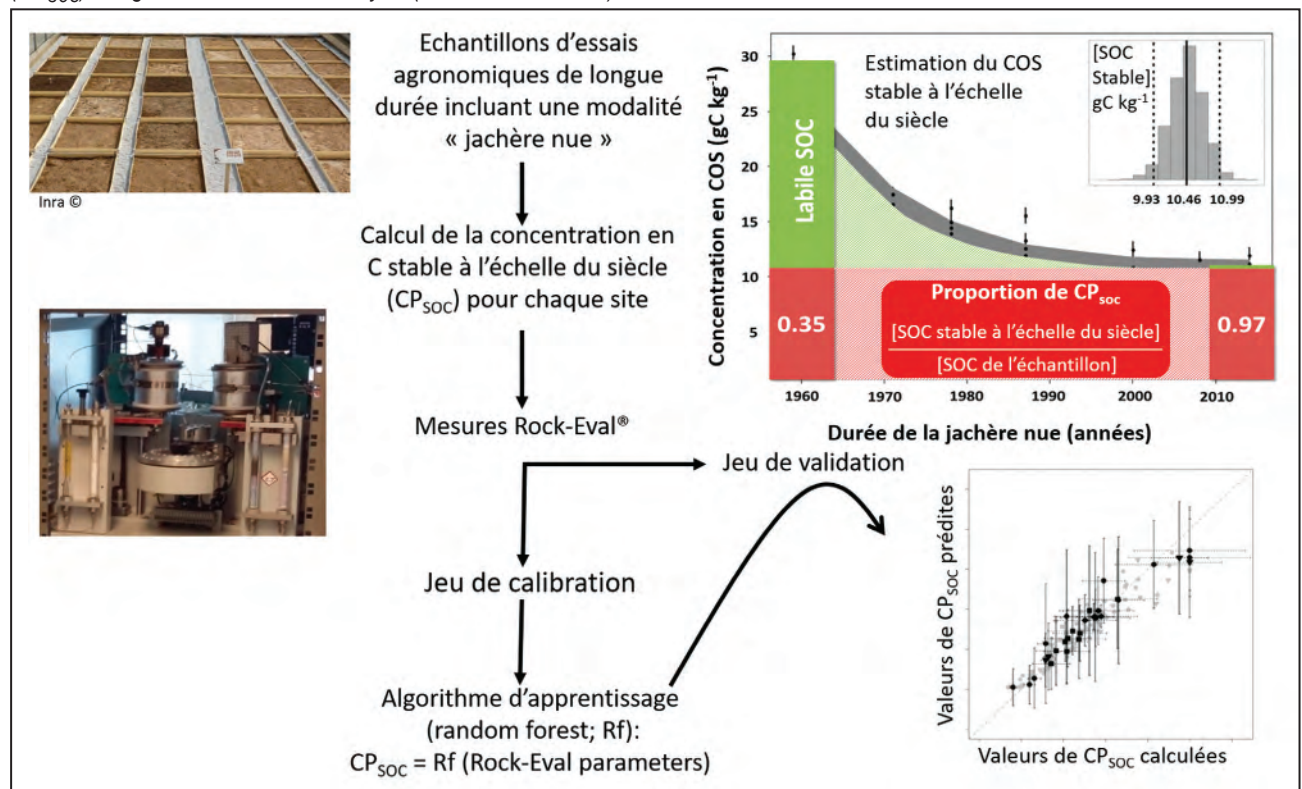 Echantillons d'essais
agronomiques de longue
durée incluant une modalité
« jachère nue »
Inra ©
Calcul de la concentration en
C stable à l'échelle du siècle
(CPSOC) pour chaque site
Mesures Rock-Eval®
Jeu de validation
Jeu de calibration
Algorithme d'apprentissage
(random forest; Rf):
CPSOC = Rf (Rock-Eval parameters)
Concentration en COS (gC kg-1)
30
25
20
15
10
5
Labile SOC
Estimation du COS
stable à l'échelle
du siècle
[SOC
Stable]
gC kg-1
9.93 10.46 10.99
0.35
Proportion de CPsoc
[SOC stable à l'échelle du siècle]
[SOC de l'échantillon]
0.97
1960 1970 1980 1990 2000 2010
Durée de la jachère nue (années)
Valeurs de CPSOC prédites
Valeurs de CPSOC calculées